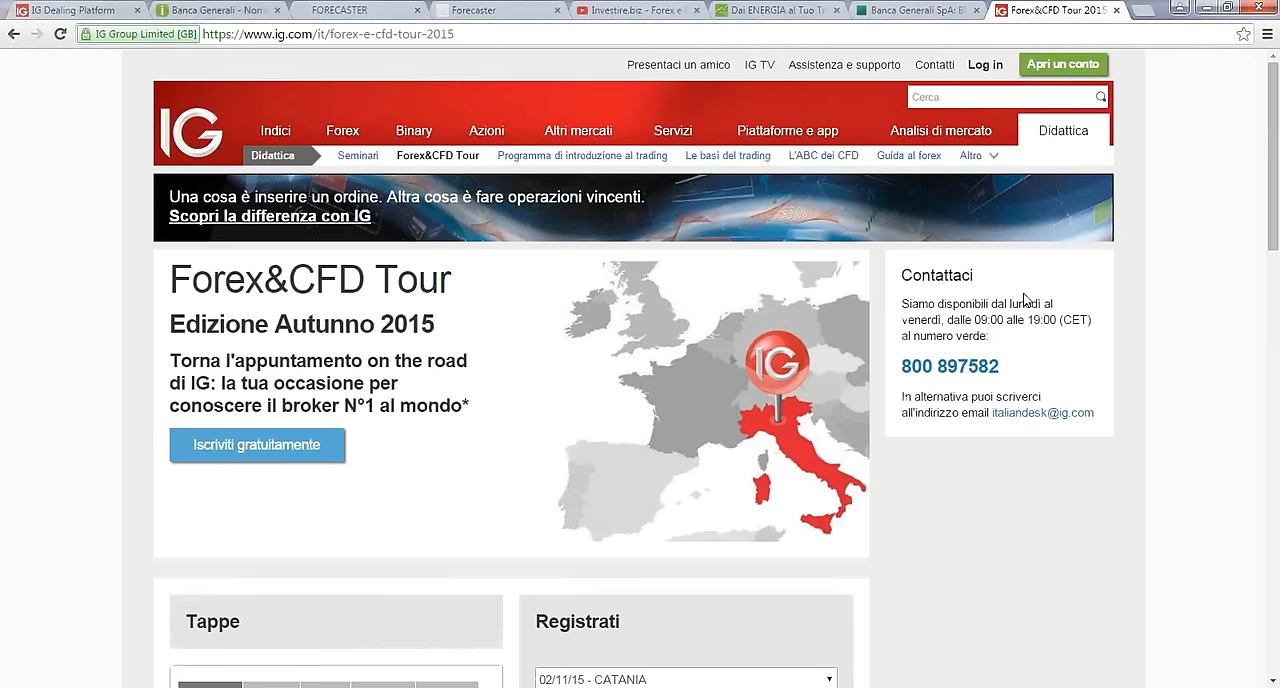 IG Dealing Platform
Banca Generali - Non
FORECASTER
Forecaster
Investire.biz - Forex e
Dai ENERGIA al Tuo Tr
Banca Generali SpA: B
Forex&CFD Tour 2015
IG Group Limited [GB] https://www.ig.com/it/forex-e-cfd-tour-2015
Presentaci un amico IG TV Assistenza e supporto Contatti Log in Apri un conto
Cerca
IG
Indici Forex Binary Azioni Altri mercati Servizi Piattaforme e app Analisi di mercato Didattica
Didattica Seminari Forex&CFD Tour Programma di introduzione al trading Le basi del trading L'ABC dei CFD Guida al forex Altro
Una cosa è inserire un ordine. Altra cosa è fare operazioni vincenti.
Scopri la differenza con IG
Forex&CFD Tour
Edizione Autunno 2015
Torna l'appuntamento on the road
di IG: la tua occasione per
conoscere il broker N°1 al mondo*
Iscriviti gratuitamente
IG
Contattaci
Siamo disponibili dal lunedì al
venerdì, dalle 09:00 alle 19:00 (CET)
al numero verde:
800 897582
In alternativa puoi scriverci
all'indirizzo email italiandesk@ig.com
Tappe
Registrati
02/11/15 - CATANIA